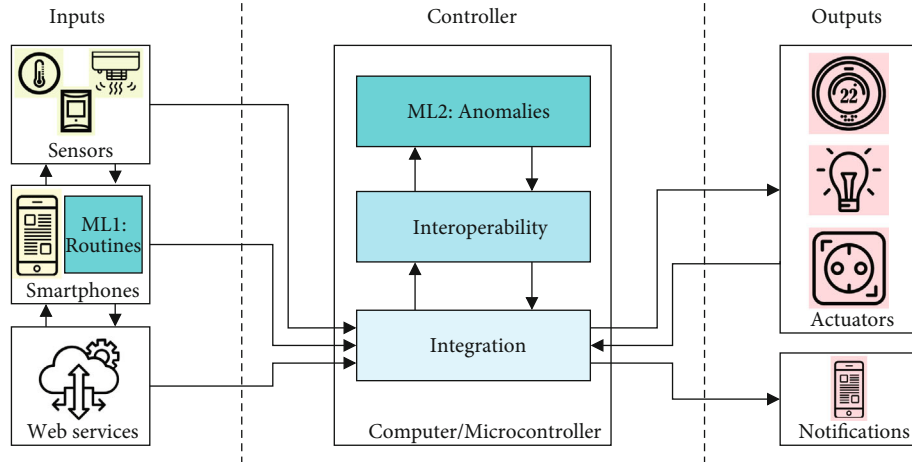 Inputs
Controller
Outputs
Sensors
ML1:
Routines
Smartphones
Web services
ML2: Anomalies
Interoperability
Integration
Computer/Microcontroller
22
Actuators
Notifications